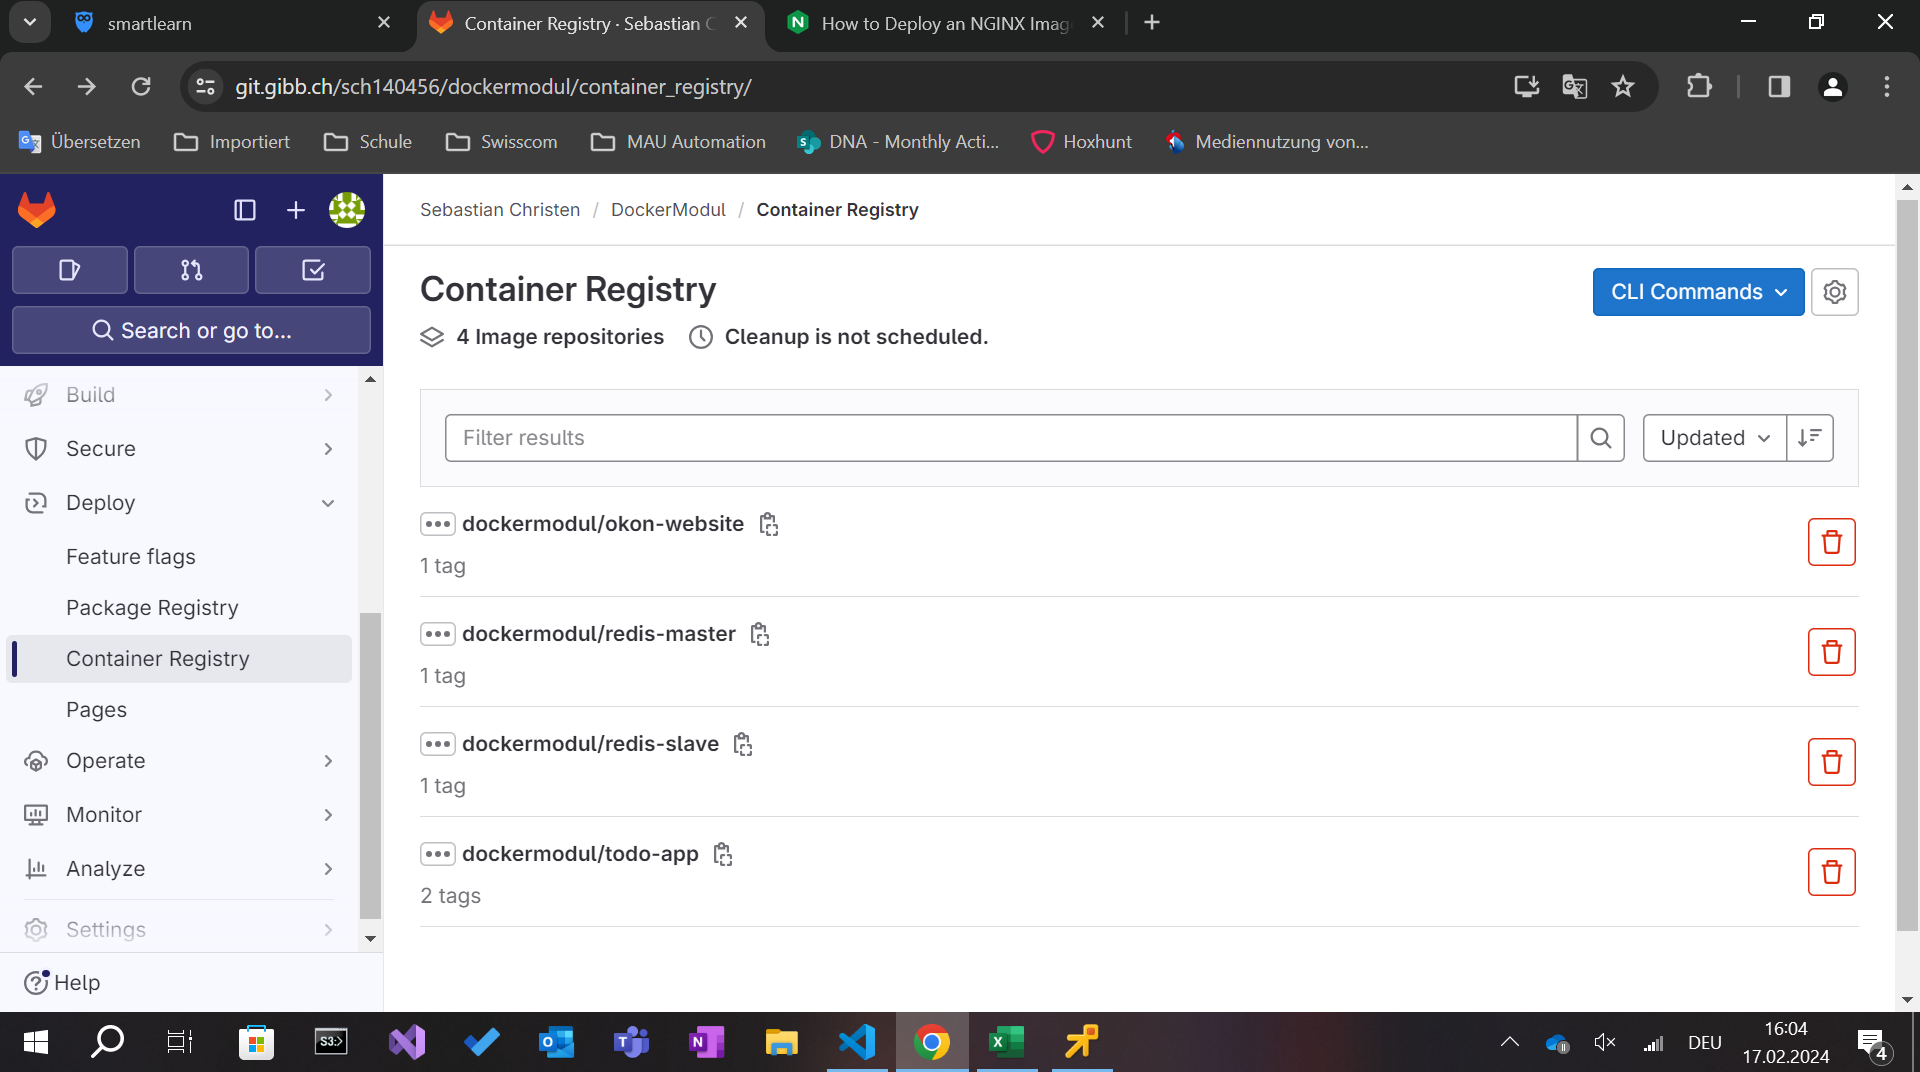 smartlearn
Container Registry · Sebastian C
How to Deploy an NGINX Imag
git.gibb.ch/sch140456/dockermodul/container_registry/
Übersetzen
Importiert
Schule
Swisscom
MAU Automation
DNA - Monthly Acti...
Hoxhunt
Mediennutzung von...
Search or go to...
Build
Secure
Deploy
Feature flags
Package Registry
Container Registry
Pages
Operate
Monitor
Analyze
Settings
Help
Sebastian Christen / DockerModul / Container Registry
Container Registry
CLI Commands
4 Image repositories
Cleanup is not scheduled.
Filter results
Updated
dockermodul/okon-website
1 tag
dockermodul/redis-master
1 tag
dockermodul/redis-slave
1 tag
dockermodul/todo-app
2 tags
S3:>
DEU
16:04
17.02.2024
4